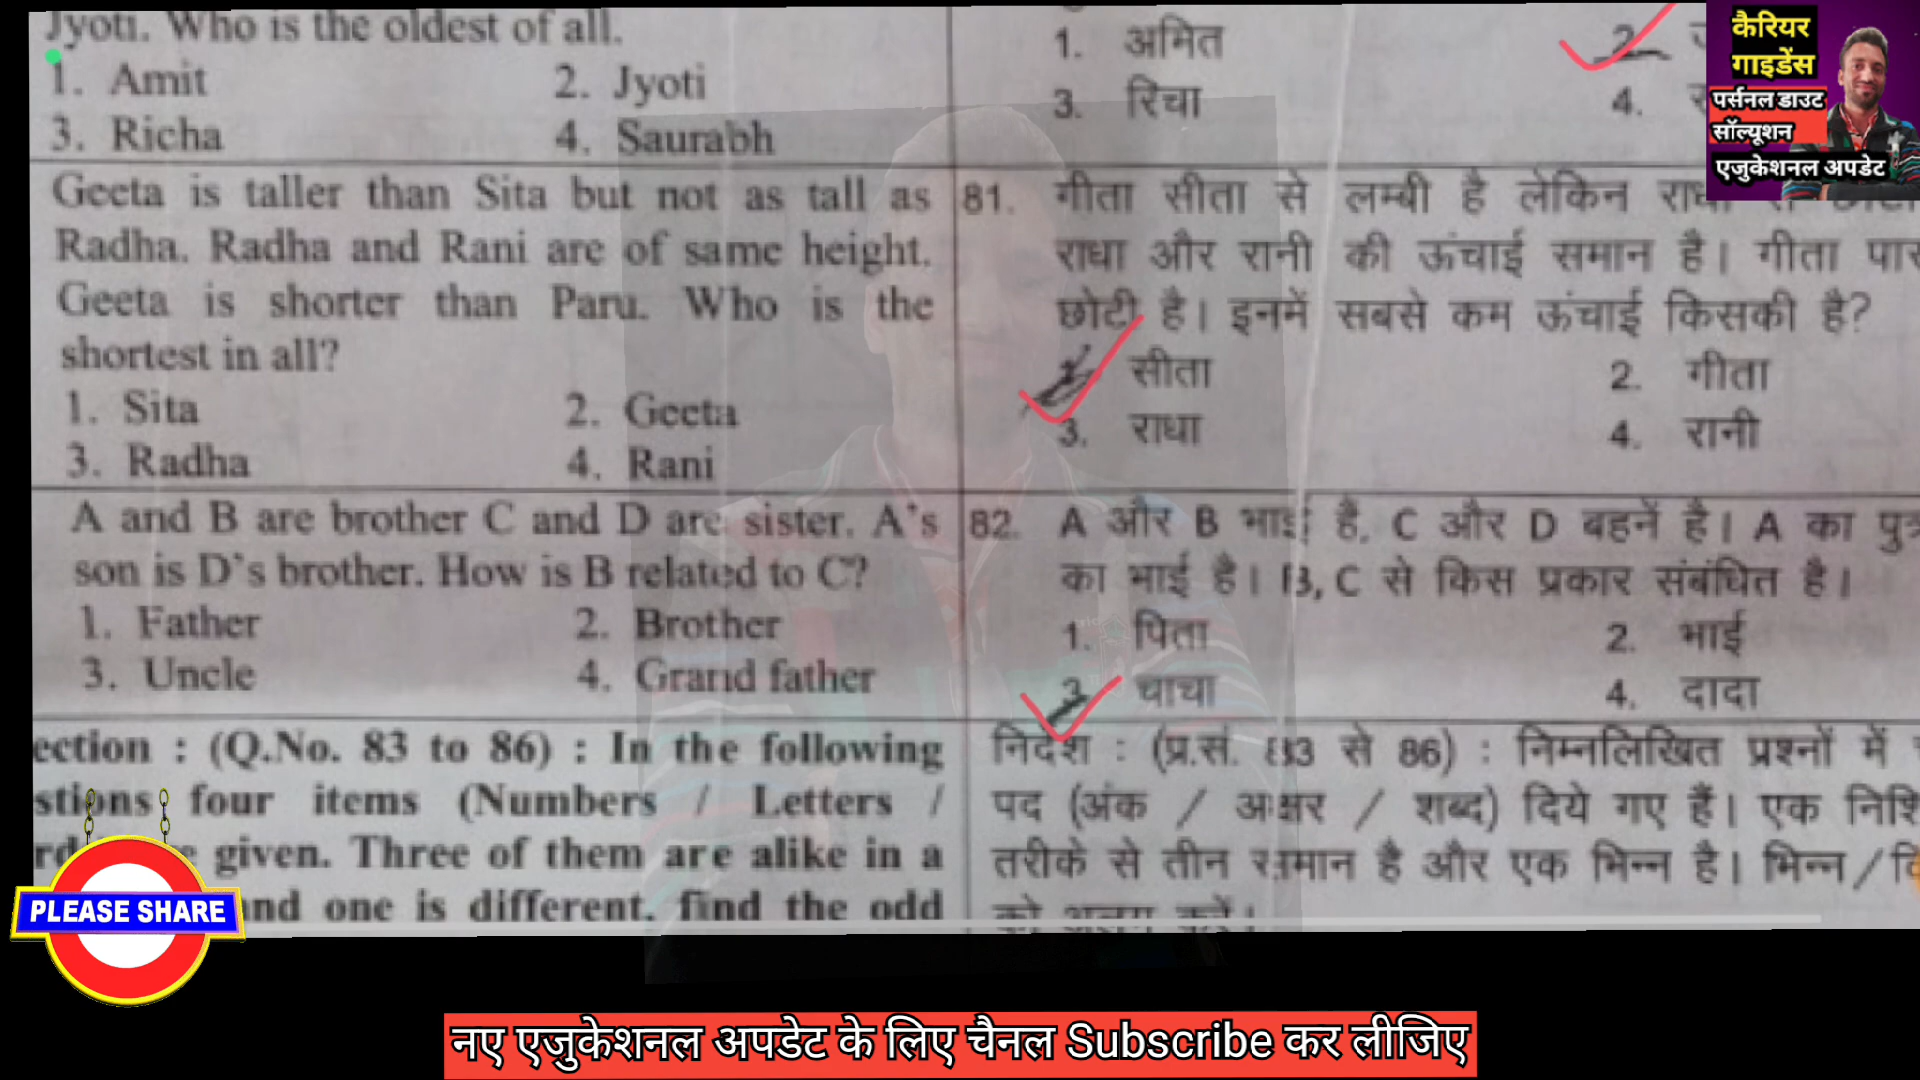 Jyoti. Who is the oldest of all.
1. Amit 2. Jyoti
3. Richa 4. Saurabh
Geeta is taller than Sita but not as tall as
Radha. Radha and Rani are of same height.
Geeta is shorter than Paru. Who is the
shortest in all?
1. Sita 2. Geeta
3. Radha 4. Rani
A and B are brother C and D are sister. A's
son is D's brother. How is B related to C?
1. Father 2. Brother
3. Uncle 4. Grand father
ection : (Q.No. 83 to 86) : In the following
stions four items (Numbers / Letters /
given. Three of them are alike in a
and one is different. find the odd
1. अमित 2.
3. रिचा 4.
81. गीता सीता से लम्बी है लेकिन
राधा और रानी की ऊंचाई समान है। गीता
छोटी है। इनमें सबसे कम ऊंचाई किसकी है?
सीता 2. गीता
3. राधा 4. रानी
82. A और B भाई है. C और D बहनें है। A का
का भाई है। B, C से किस प्रकार संबंधित है।
1. पिता 2. भाई
3 चाचा 4. दादा
निर्देश : (प्र.सं. 83 से 86) : निम्नलिखित प्रश्नों में
पद (अंक / अक्षर / शब्द) दिये गए हैं। एक
तरीके से तीन समान है और एक भिन्न है। भिन्न /
को अलग करें।
कैरियर
गाइडेंस
पर्सनल डाउट
सॉल्यूशन
एजुकेशनल अपडेट
PLEASE SHARE
नए एजुकेशनल अपडेट के लिए चैनल Subscribe कर लीजिए